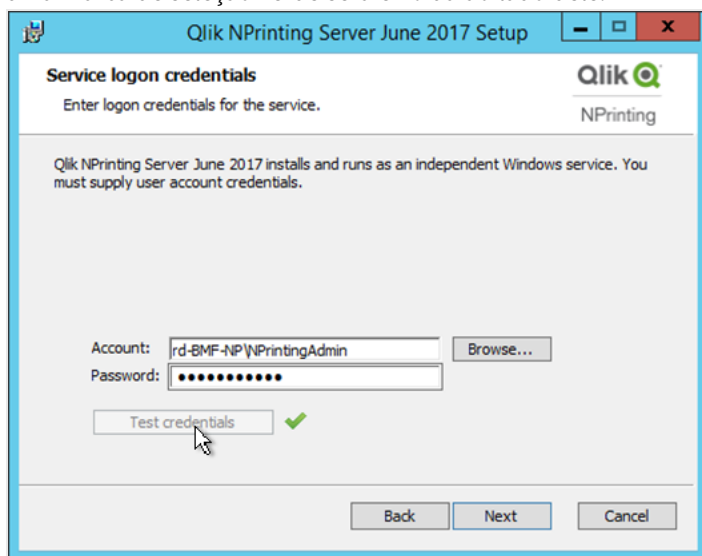 Qlik NPrinting Server June 2017 Setup
Service logon credentials
Enter logon credentials for the service.
Qlik
NPrinting
Qlik NPrinting Server June 2017 installs and runs as an independent Windows service. You
must supply user account credentials.
Account: rd-BMF-NP\NPrintingAdmin Browse...
Password: ●●●●●●●●●●●
Test credentials
Back Next Cancel